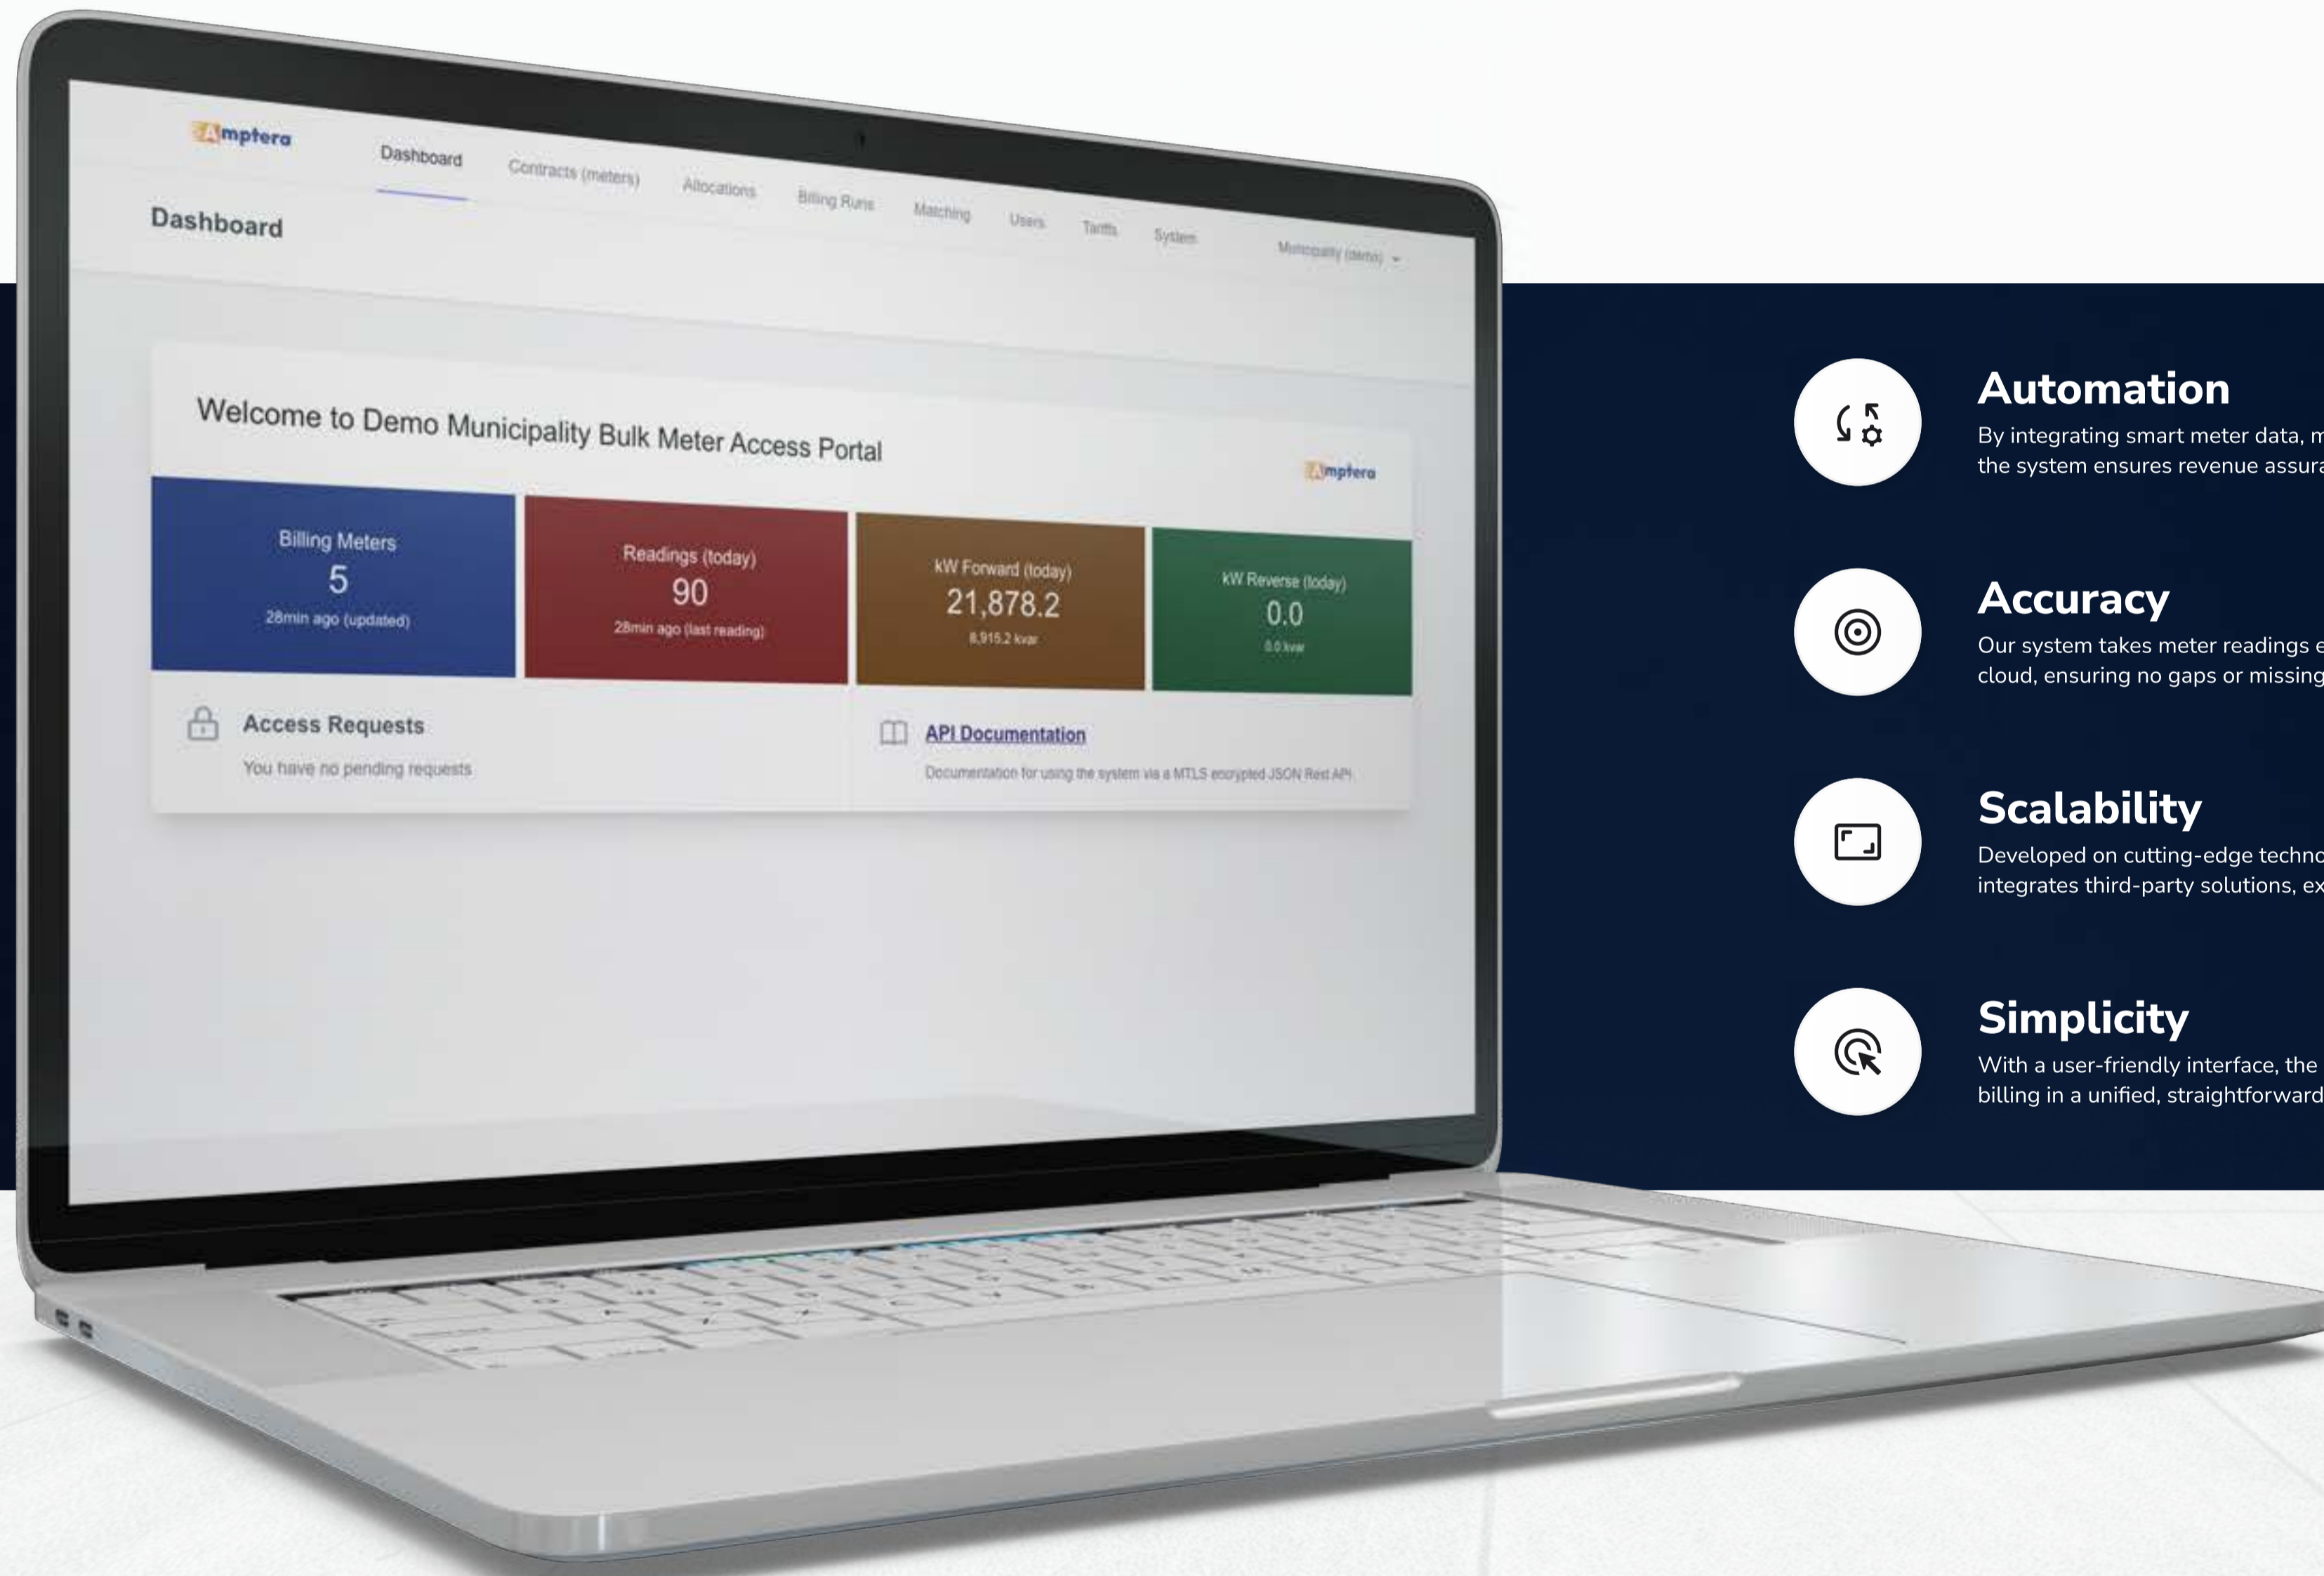 Amptera
Dashboard
Contracts (meters)
Allocations
Billing Runs
Matching
Users
Tariffs
System
Municipality (demo)
Dashboard
Welcome to Demo Municipality Bulk Meter Access Portal
Amptera
Billing Meters
5
28min ago (updated)
Readings (today)
90
28min ago (last reading)
kW Forward (today)
21,878.2
8,915.2 kvar
kW Reverse (today)
0.0
0.0 kvar
Access Requests
You have no pending requests
API Documentation
Documentation for using the system via a MTLS encrypted JSON Rest API.
Automation
By integrating smart meter data,
the system ensures revenue
Accuracy
Our system takes meter readings
cloud, ensuring no gaps or missing
Scalability
Developed on cutting-edge
integrates third-party solutions,
Simplicity
With a user-friendly interface, the
billing in a unified, straightforward